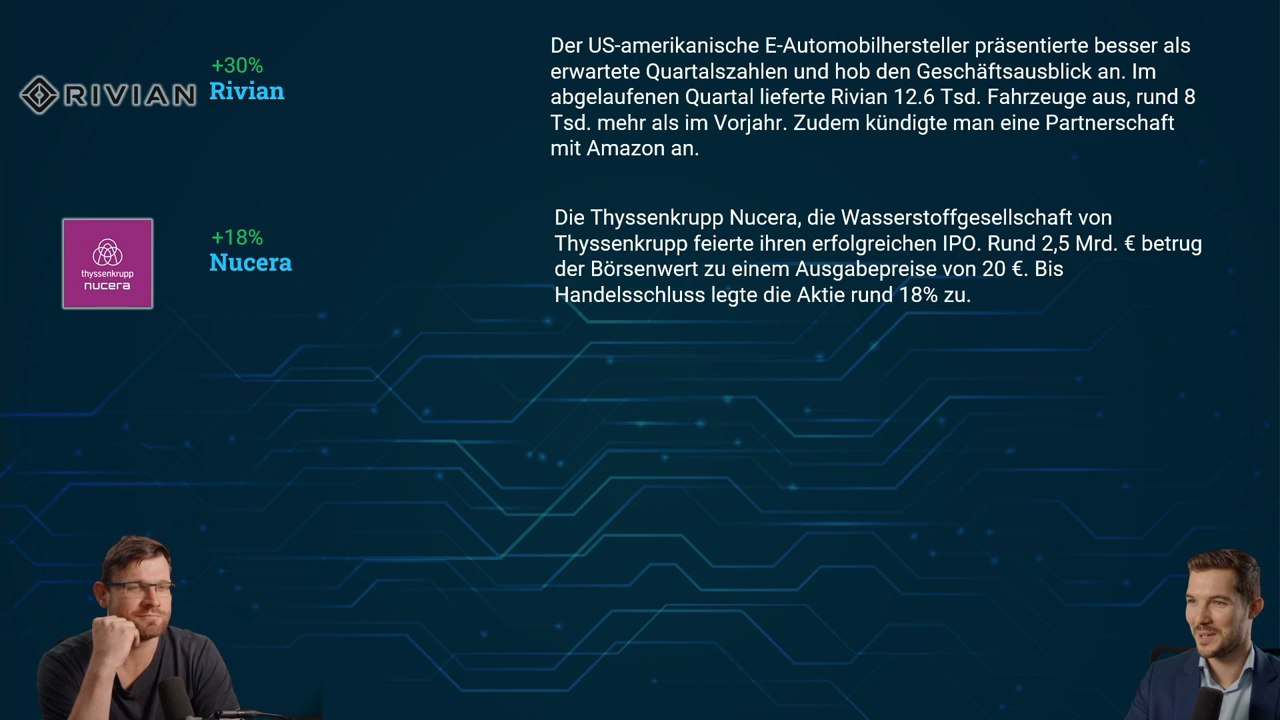 RIVIAN
+30%
Rivian
Der US-amerikanische E-Automobilhersteller präsentierte besser als
erwartete Quartalszahlen und hob den Geschäftsausblick an. Im
abgelaufenen Quartal lieferte Rivian 12.6 Tsd. Fahrzeuge aus, rund 8
Tsd. mehr als im Vorjahr. Zudem kündigte man eine Partnerschaft
mit Amazon an.
thyssenkrupp
nucera
+18%
Nucera
Die Thyssenkrupp Nucera, die Wasserstoffgesellschaft von
Thyssenkrupp feierte ihren erfolgreichen IPO. Rund 2,5 Mrd. € betrug
der Börsenwert zu einem Ausgabepreise von 20 €. Bis
Handelsschluss legte die Aktie rund 18% zu.